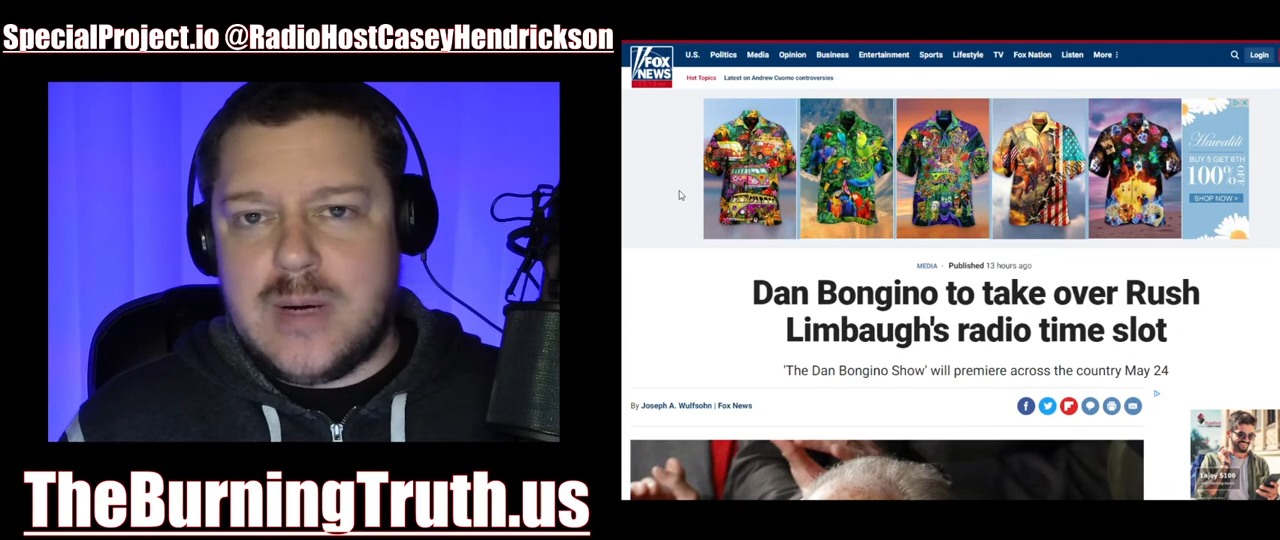 SpecialProject.io @RadioHostCaseyHendrickson
TheBurningTruth.us
FOX
NEWS
U.S. Politics Media Opinion Business Entertainment Sports Lifestyle TV Fox Nation Listen More Login
Hot Topics Latest on Andrew Cuomo controversies
Hawalili
BUY 5 GET 6TH
100% OFF
SHOP NOW >
MEDIA · Published 13 hours ago
Dan Bongino to take over Rush
Limbaugh's radio time slot
'The Dan Bongino Show' will premiere across the country May 24
By Joseph A. Wulfsohn | Fox News
Enjoy $100